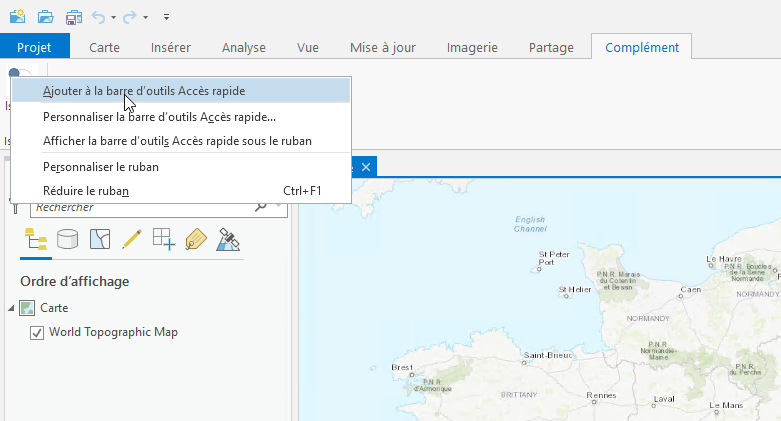 Projet Carte Insérer Analyse Vue Mise à jour Imagerie Partage Complément
Ajouter à la barre d'outils Accès rapide
Personnaliser la barre d'outils Accès rapide...
Afficher la barre d'outils Accès rapide sous le ruban
Personnaliser le ruban
Réduire le ruban Ctrl+F1
Rechercher
Ordre d'affichage
Carte
World Topographic Map
English
Channel
St Peter
Port
St-Helier
P.N.R. Marais
du Cotentin
et Bessin
Le Havre
P.N.R. Boucles
de la Seine
Caen
NORMANDY
NORMANDY
P.N.R.
Normandie-
Maine
P.N.R.
du Perche
Saint-Brieuc
Brest
P.N.R.
d'Armorique
BRITTANY
Rennes
Laval
Le Mans